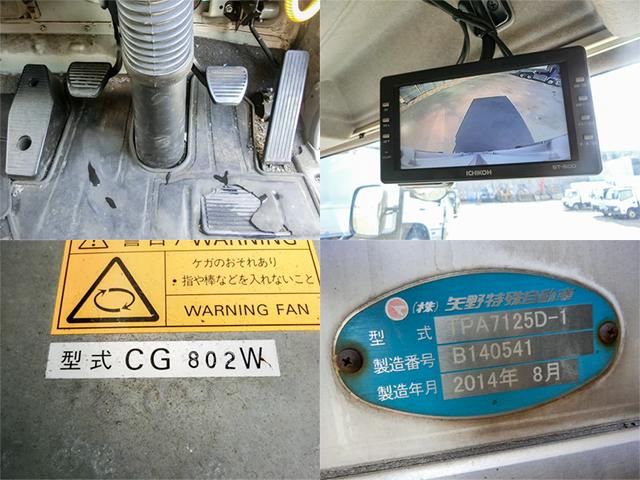 ICHIKOH
ST-500
警告 / WARNING
ケガのおそれあり
・指や棒などを入れないこと
WARNING FAN
型式 CG 802W
(株) 矢野特殊自動車
型式 TPA7125D-1
製造番号 B140541
製造年月 2014年 8月